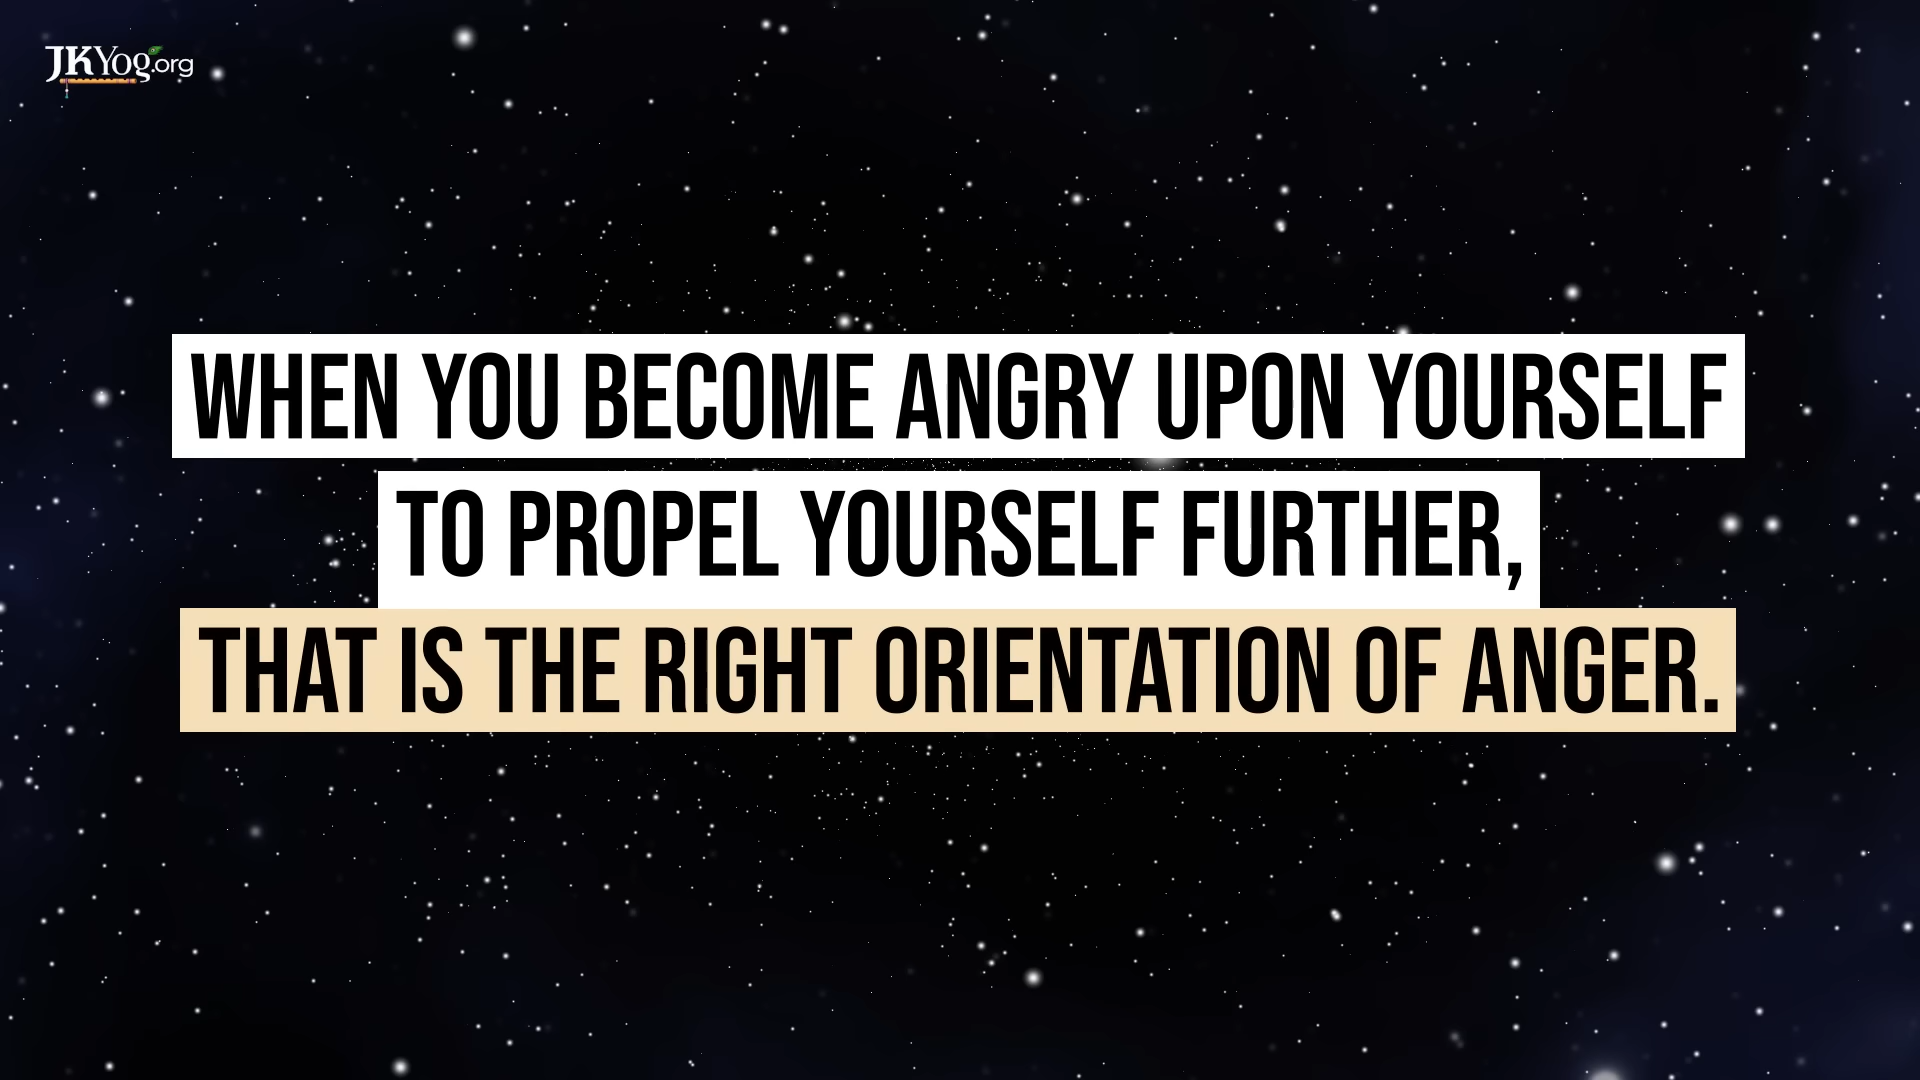 JKYog.org
WHEN YOU BECOME ANGRY UPON YOURSELF
TO PROPEL YOURSELF FURTHER,
THAT IS THE RIGHT ORIENTATION OF ANGER.